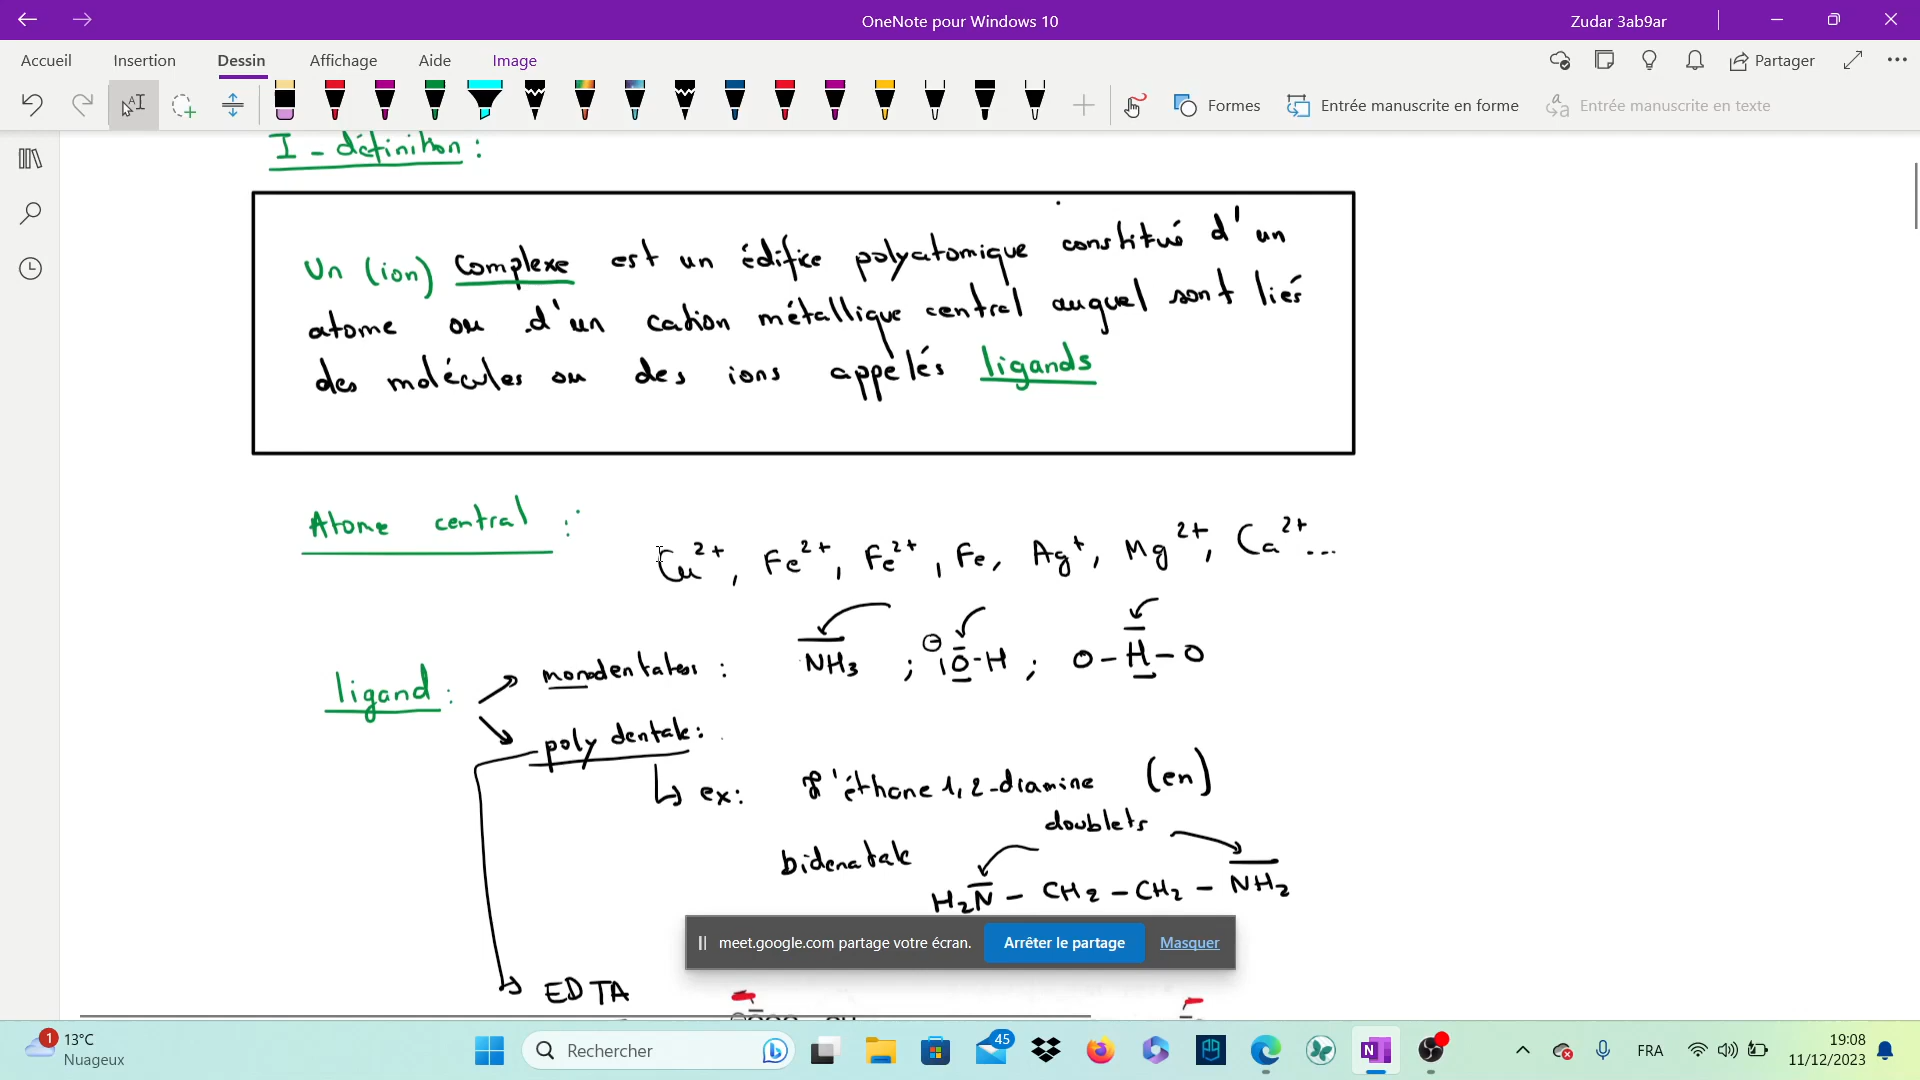 OneNote pour Windows 10
Zudar 3ab9ar
Accueil Insertion Dessin Affichage Aide Image
Partager
Formes Entrée manuscrite en forme Entrée manuscrite en texte
I - définition :
Un (ion) Complexe est un édifice polyatomique constitué d'un
atome ou d'un cation métallique central auquel sont liés
des molécules ou des ions appelés ligands
Atome central :
Cu²⁺, Fe²⁺, Fe²⁺, Fe, Ag⁺, Mg²⁺, Ca²⁺...
ligand :
monodentates : NH₃ ; ⊖ |O-H ; O-H-O
poly dentate :
ex: L'éthane 1,2-diamine (en)
doublets
bidenatate
H₂N - CH₂ - CH₂ - NH₂
meet.google.com partage votre écran. Arrêter le partage Masquer
EDTA
1 13°C
Nuageux
Rechercher
45
FRA
19:08
11/12/2023